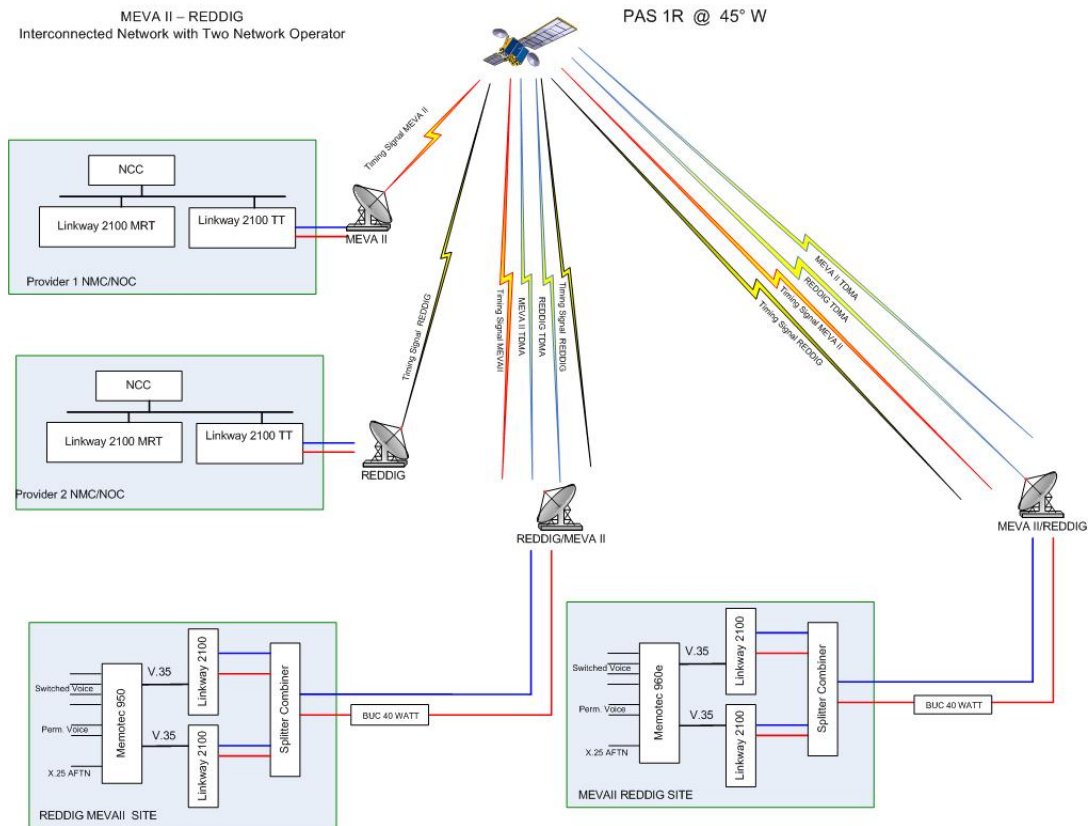 MEVA II – REDDIG
Interconnected Network with Two Network Operator
PAS 1R @ 45° W
NCC
Linkway 2100 MRT
Linkway 2100 TT
Provider 1 NMC/NOC
MEVA II
Timing Signal MEVA II
NCC
Linkway 2100 MRT
Linkway 2100 TT
Provider 2 NMC/NOC
REDDIG
Timing Signal REDDIG
Timing Signal MEVAII
MEVA II TDMA
REDDIG TDMA
Timing Signal REDDIG
REDDIG/MEVA II
MEVA II TDMA
REDDIG TDMA
Timing Signal MEVA II
Timing Signal REDDIG
MEVA II/REDDIG
Switched Voice
Perm. Voice
X.25 AFTN
Memotec 950
V.35
V.35
Linkway 2100
Linkway 2100
Splitter Combiner
BUC 40 WATT
REDDIG MEVAII SITE
Switched Voice
Perm. Voice
X.25 AFTN
Memotec 960e
V.35
V.35
Linkway 2100
Linkway 2100
Splitter Combiner
BUC 40 WATT
MEVAII REDDIG SITE